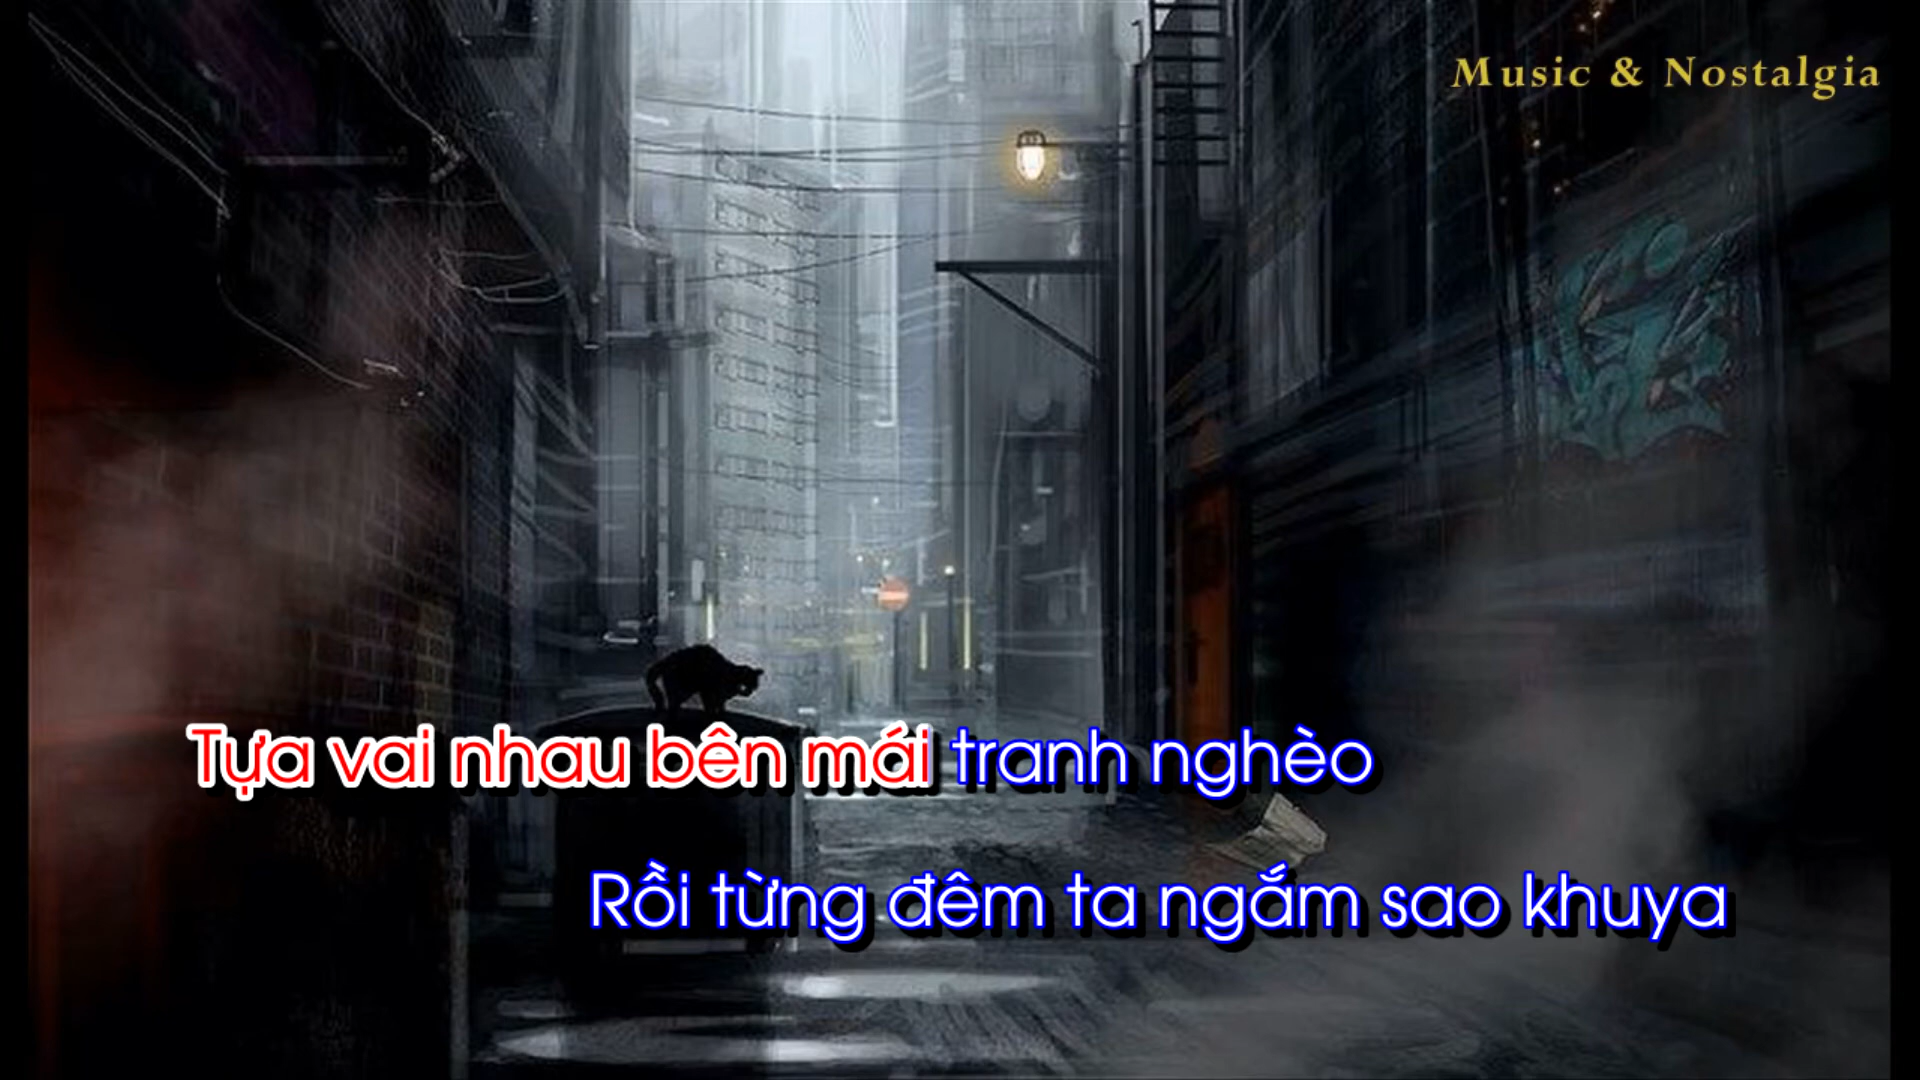 Music & Nostalgia
Tựa vai nhau bên mái tranh nghèo
Rồi từng đêm ta ngắm sao khuya